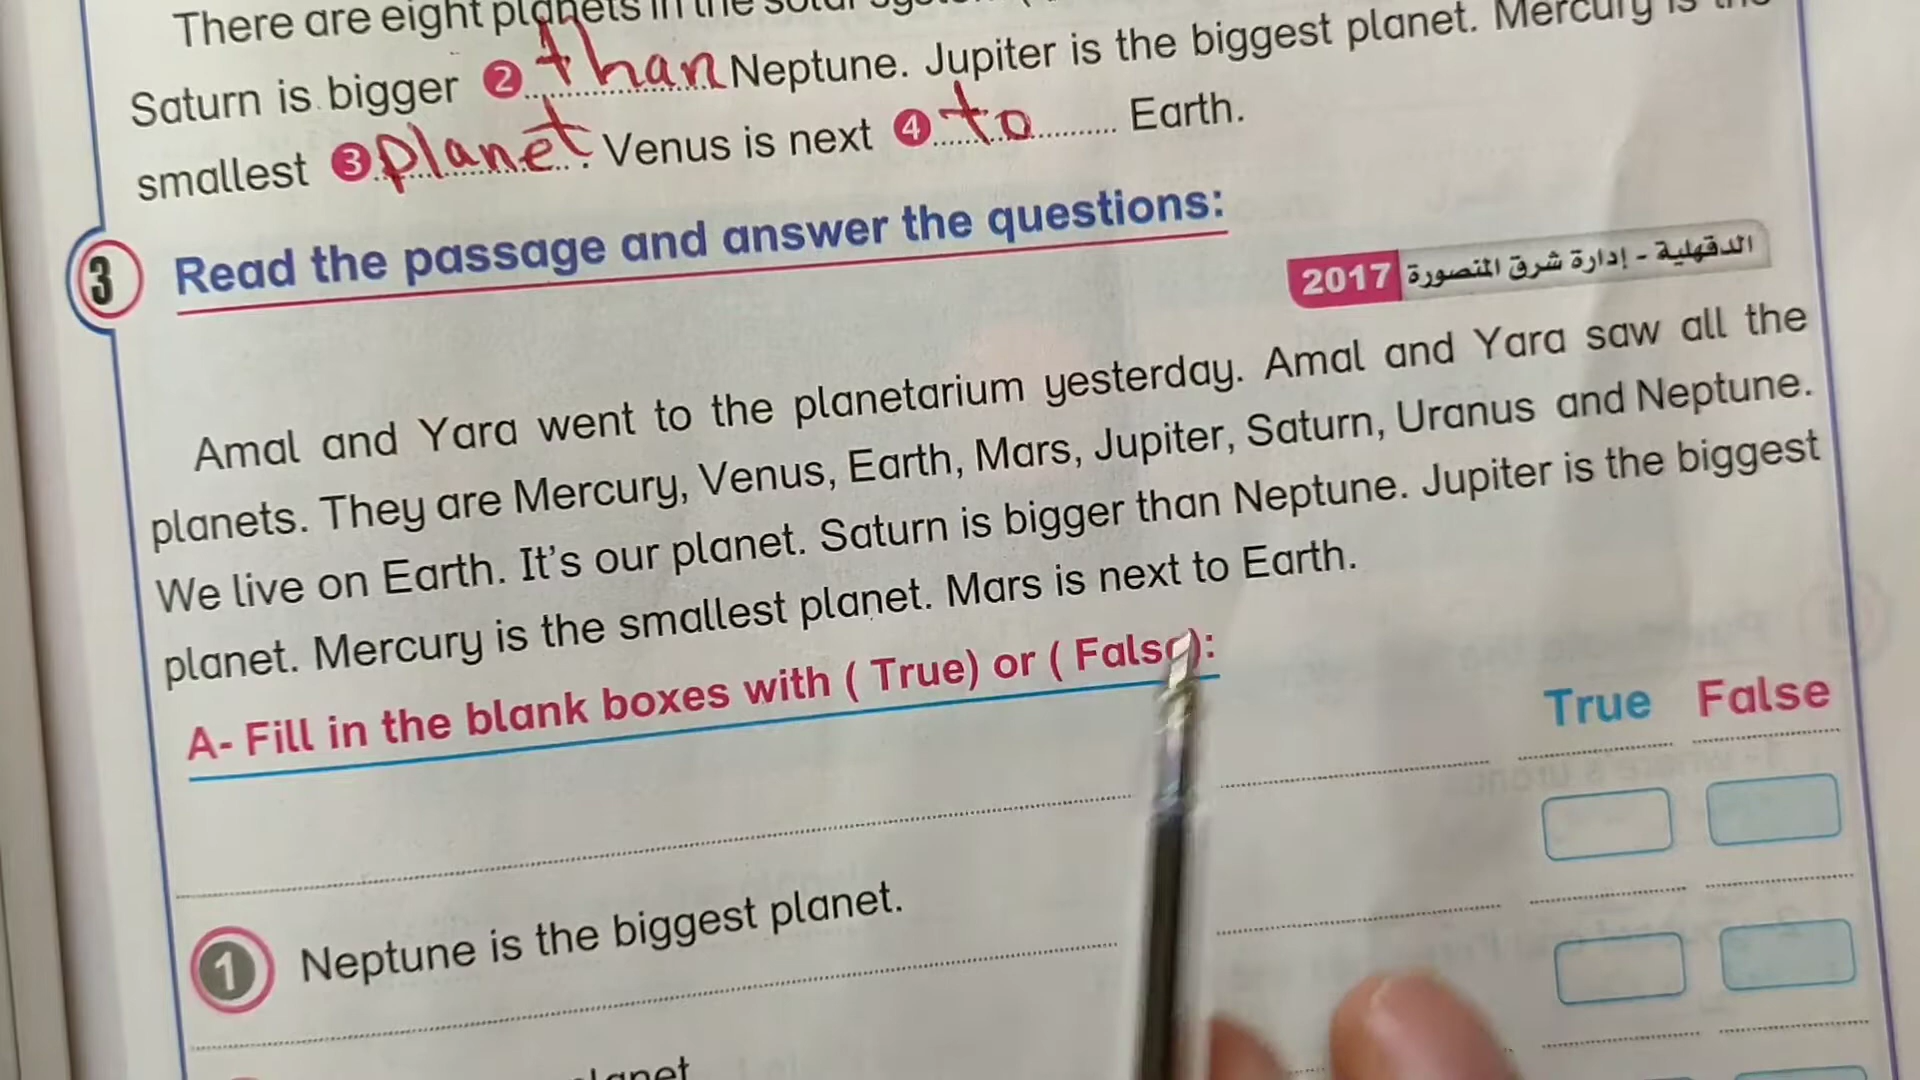 There are eight planets in the solar
Saturn is bigger 2 than Neptune. Jupiter is the biggest planet. Mercury is the
smallest 3 planet. Venus is next 4 to Earth.
3 Read the passage and answer the questions:
2017 الدقهلية - إدارة شرق المنصورة
Amal and Yara went to the planetarium yesterday. Amal and Yara saw all the
planets. They are Mercury, Venus, Earth, Mars, Jupiter, Saturn, Uranus and Neptune.
We live on Earth. It's our planet. Saturn is bigger than Neptune. Jupiter is the biggest
planet. Mercury is the smallest planet. Mars is next to Earth.
A- Fill in the blank boxes with ( True) or ( False):
True False
1 Neptune is the biggest planet.